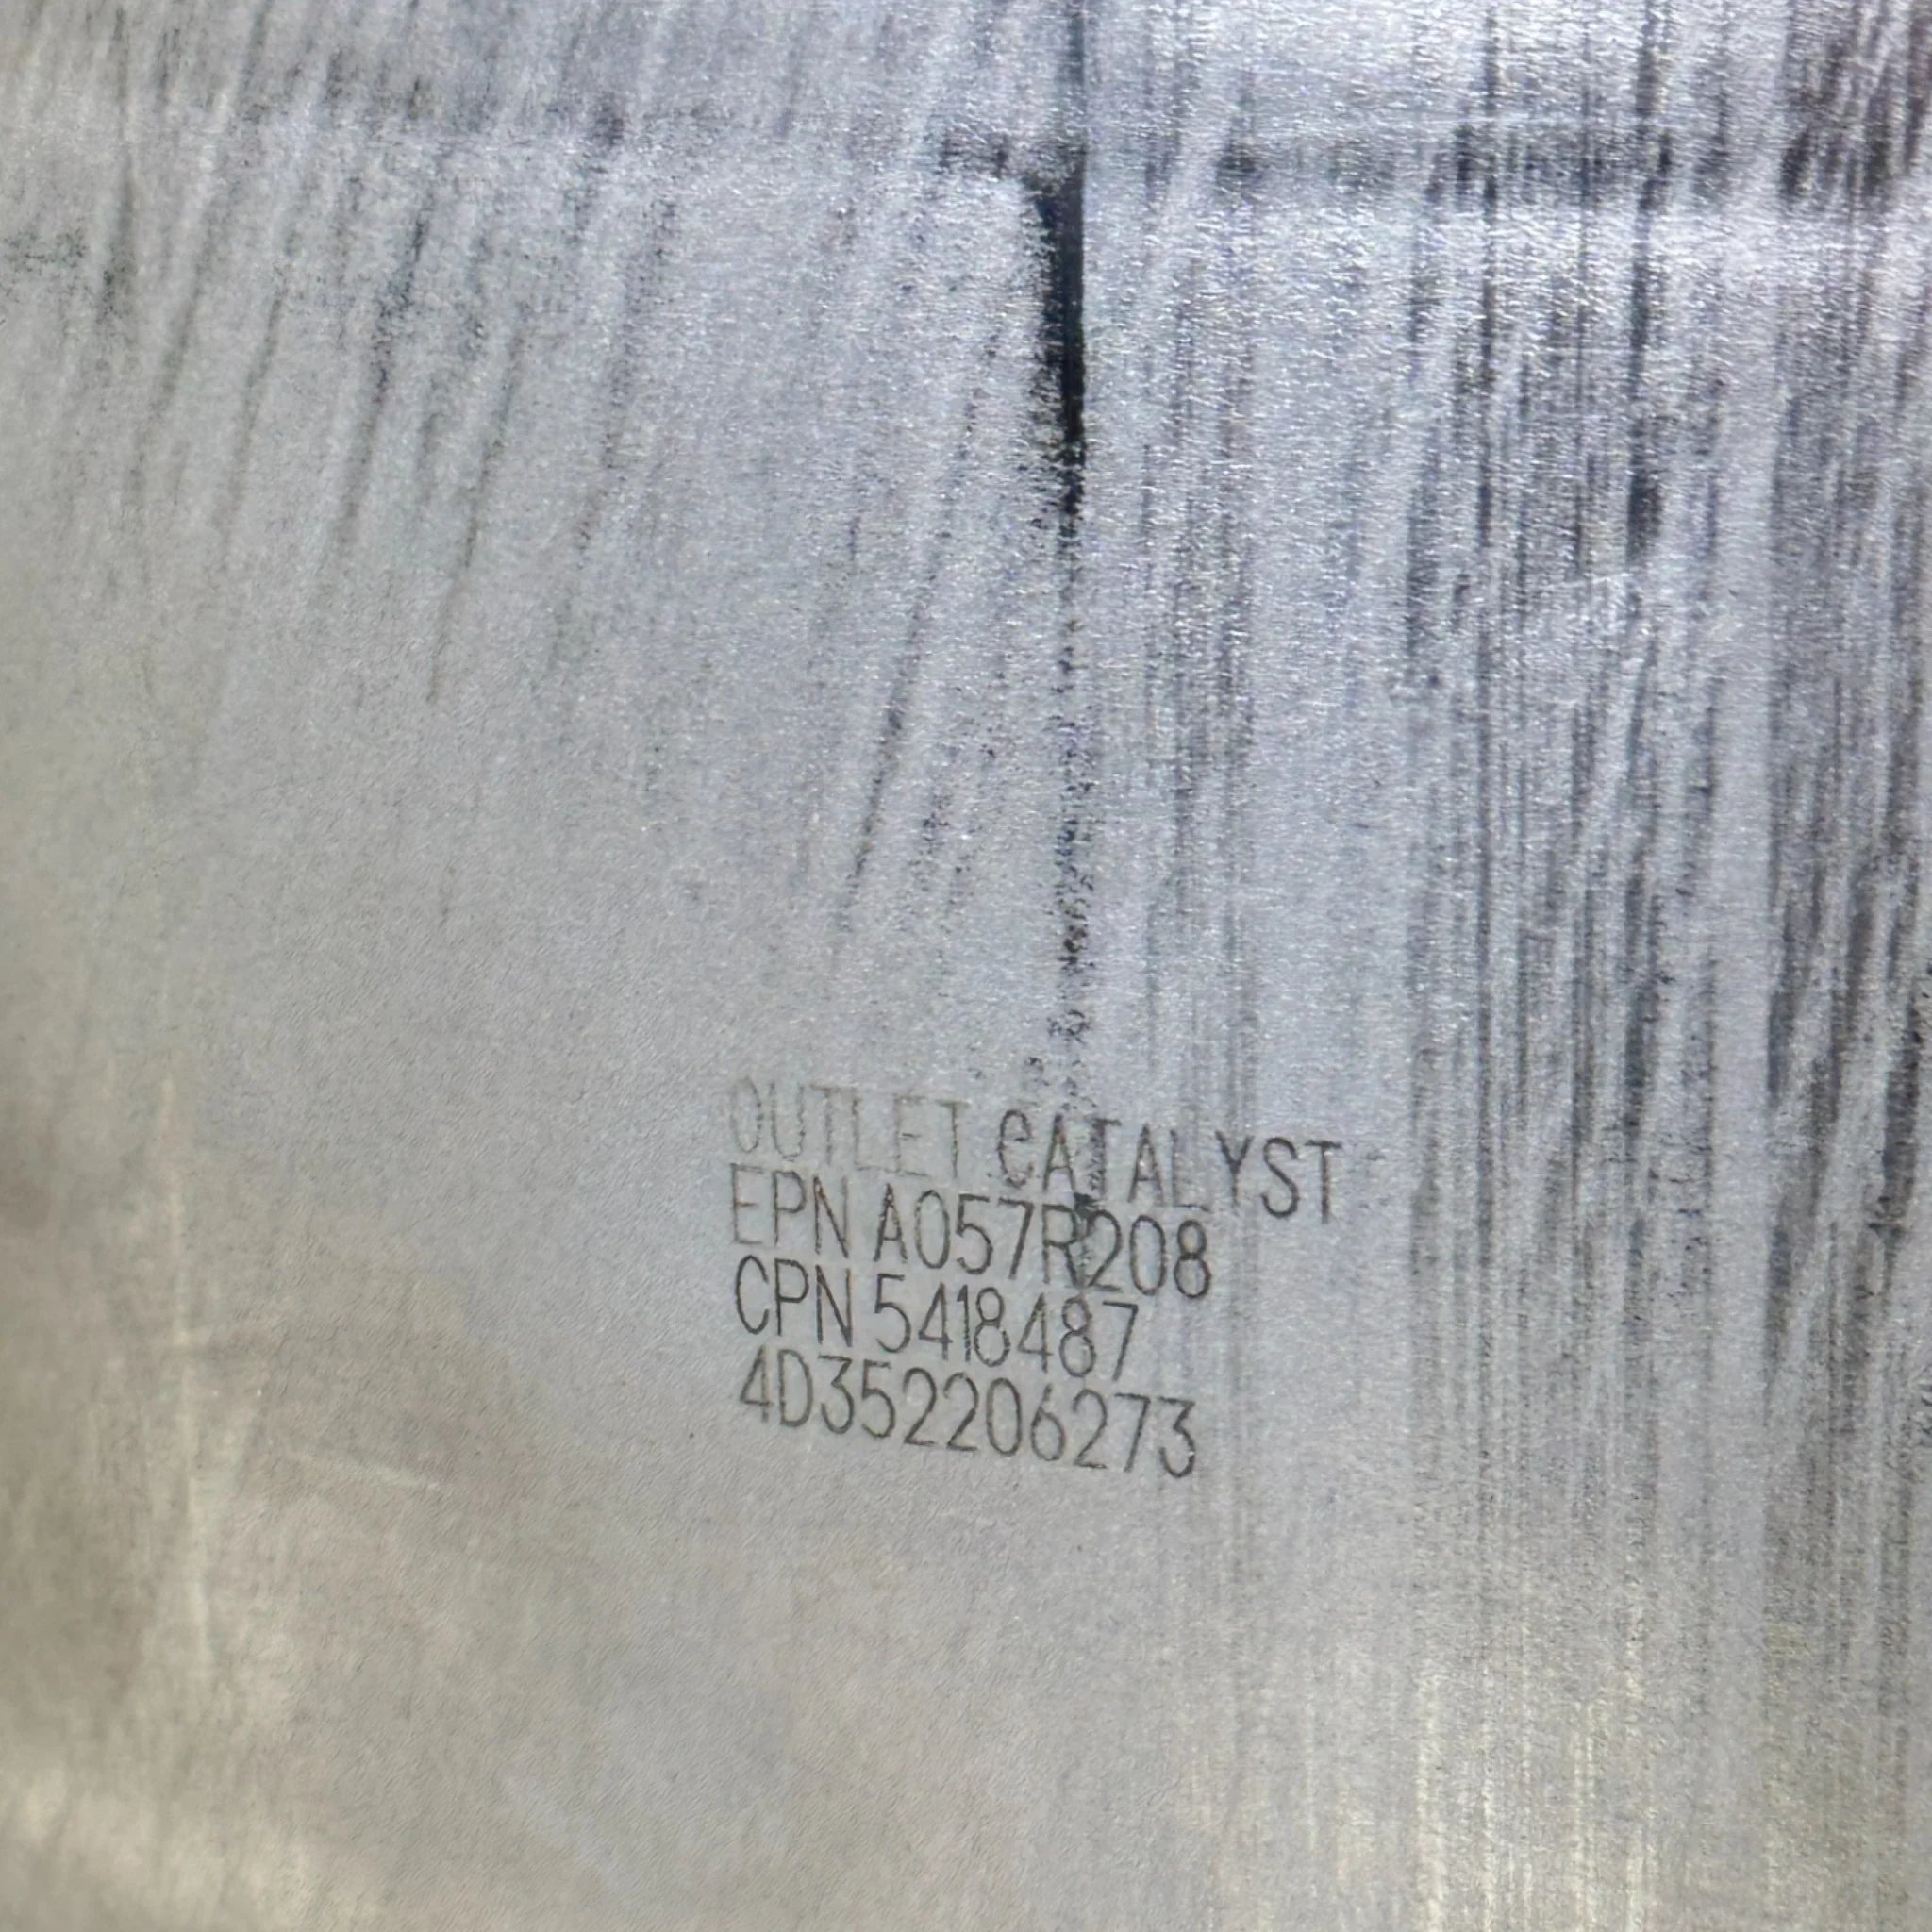 OUTLET CATALYST
EPN A057R208
CPN 5418487
4D352206273